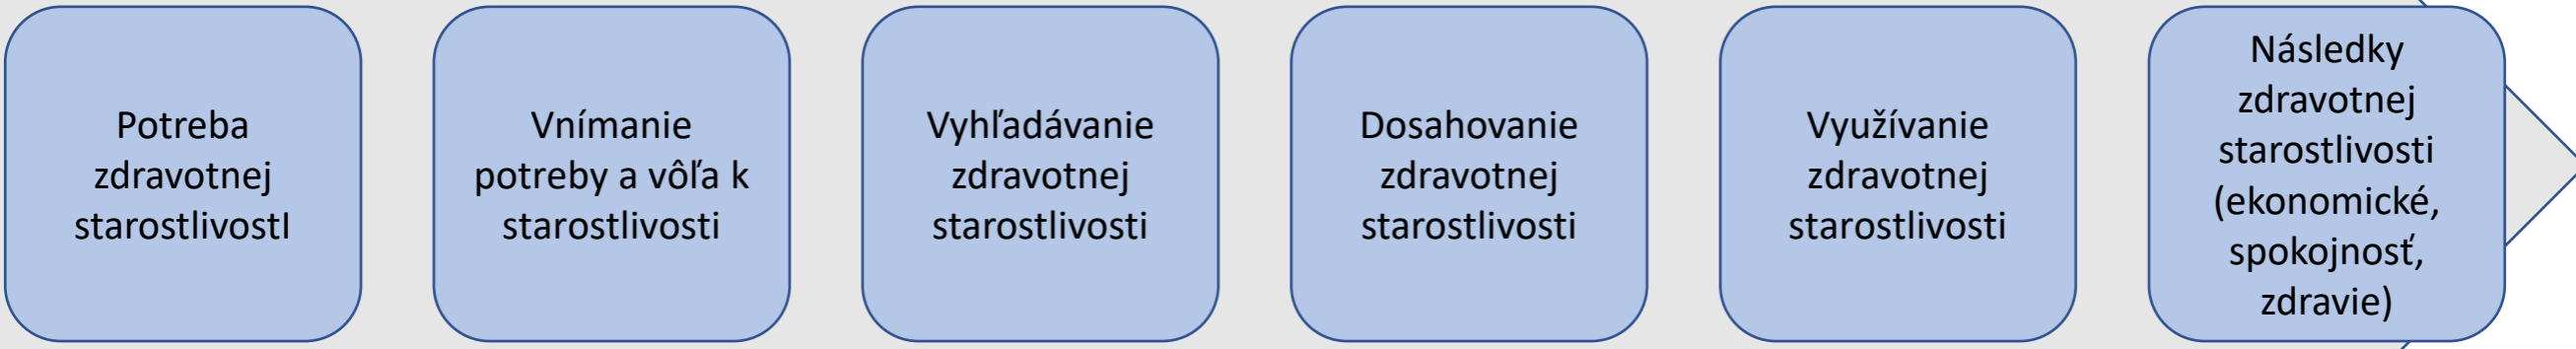 Potreba
zdravotnej
starostlivostI
Vnímanie
potreby a vôľa k
starostlivosti
Vyhľadávanie
zdravotnej
starostlivosti
Dosahovanie
zdravotnej
starostlivosti
Využívanie
zdravotnej
starostlivosti
Následky
zdravotnej
starostlivosti
(ekonomické,
spokojnosť,
zdravie)